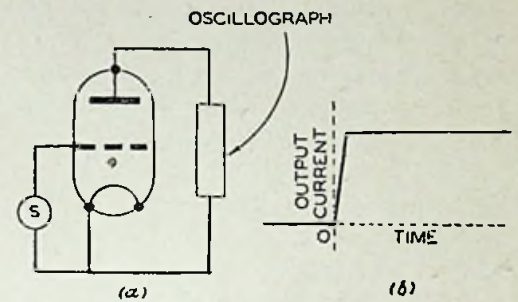 OSCILLOGRAPH
S
OUTPUT
CURRENT
O
TIME
(a)
(b)